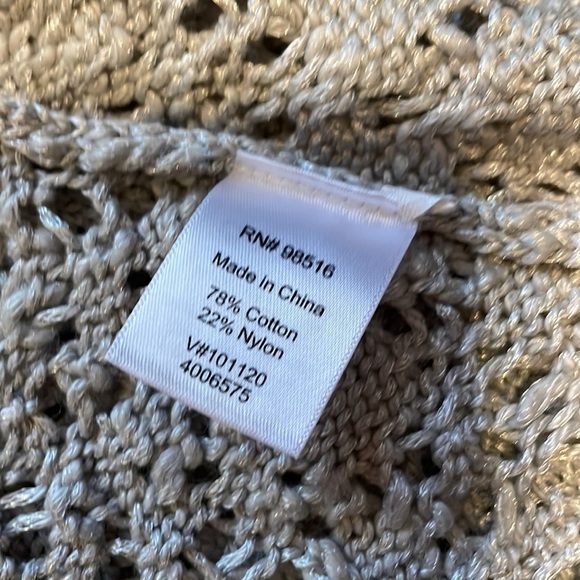 RN# 98516
Made in China
78% Cotton
22% Nylon
V#101120
4006575